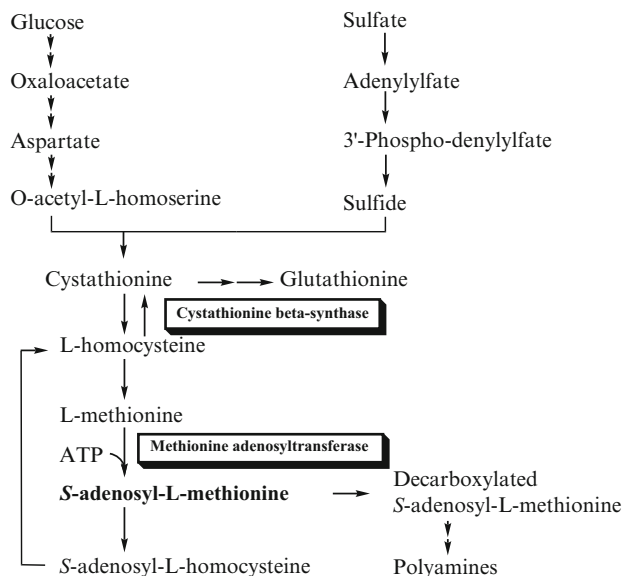 Glucose
Sulfate
Oxaloacetate
Adenylylfate
Aspartate
3'-Phospho-denylylfate
O-acetyl-L-homoserine
Sulfide
Cystathionine
Glutathionine
Cystathionine beta-synthase
L-homocysteine
L-methionine
ATP
Methionine adenosyltransferase
S-adenosyl-L-methionine
Decarboxylated
S-adenosyl-L-methionine
S-adenosyl-L-homocysteine
Polyamines